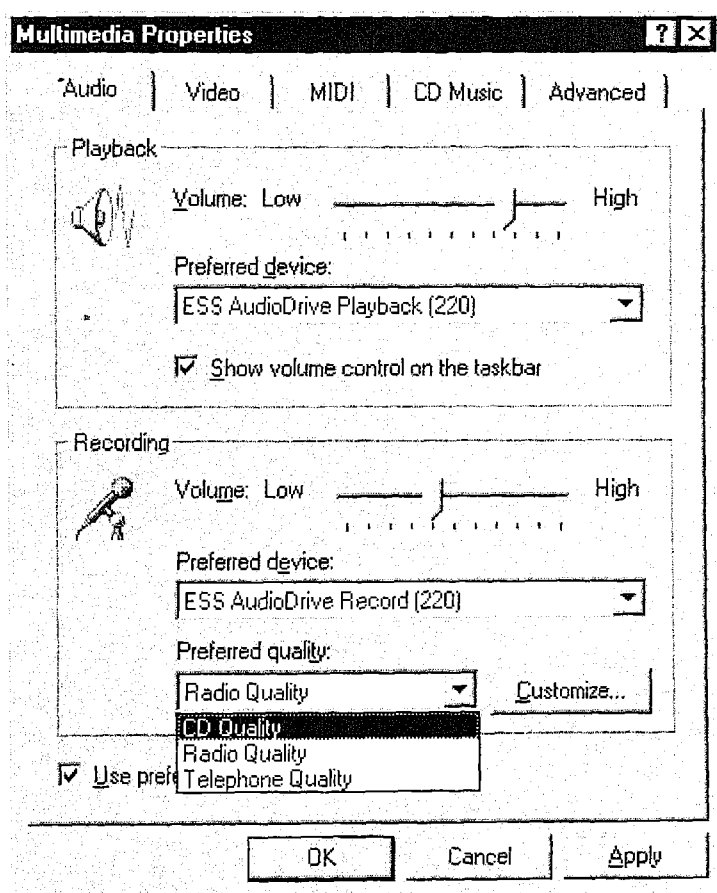 Multimedia Properties
Audio Video MIDI CD Music Advanced
Playback
Volume: Low High
Preferred device:
ESS AudioDrive Playback (220)
Show volume control on the taskbar
Recording
Volume: Low High
Preferred device:
ESS AudioDrive Record (220)
Preferred quality:
Radio Quality Customize...
CD Quality
Radio Quality
Use prefe
Telephone Quality
OK Cancel Apply